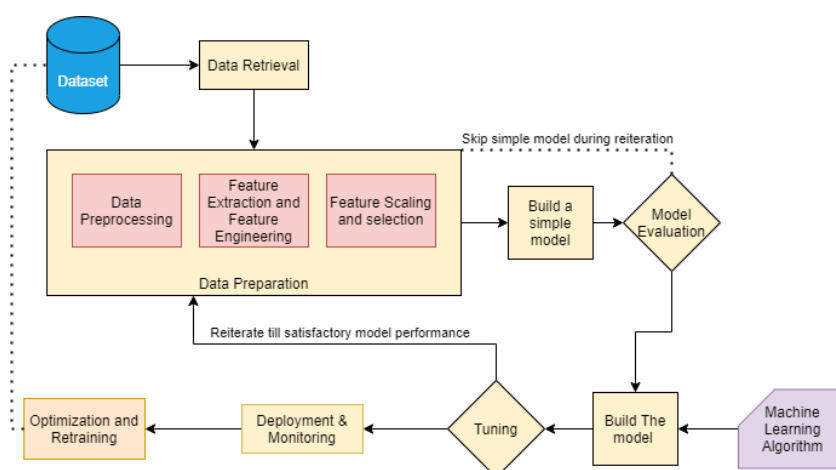 Dataset
Data Retrieval
Skip simple model during reiteration
Data
Preprocessing
Feature
Extraction and
Feature
Engineering
Feature Scaling
and selection
Data Preparation
Build a
simple
model
Model
Evaluation
Reiterate till satisfactory model performance
Optimization and
Retraining
Deployment &
Monitoring
Tuning
Build The
model
Machine
Learning
Algorithm